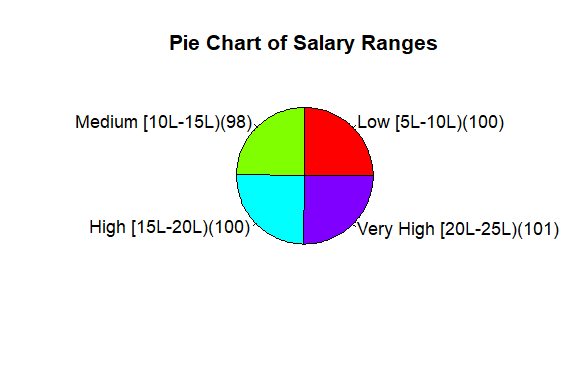 Pie Chart of Salary Ranges
Medium [10L-15L)(98)
Low [5L-10L)(100)
High [15L-20L)(100)
Very High [20L-25L)(101)